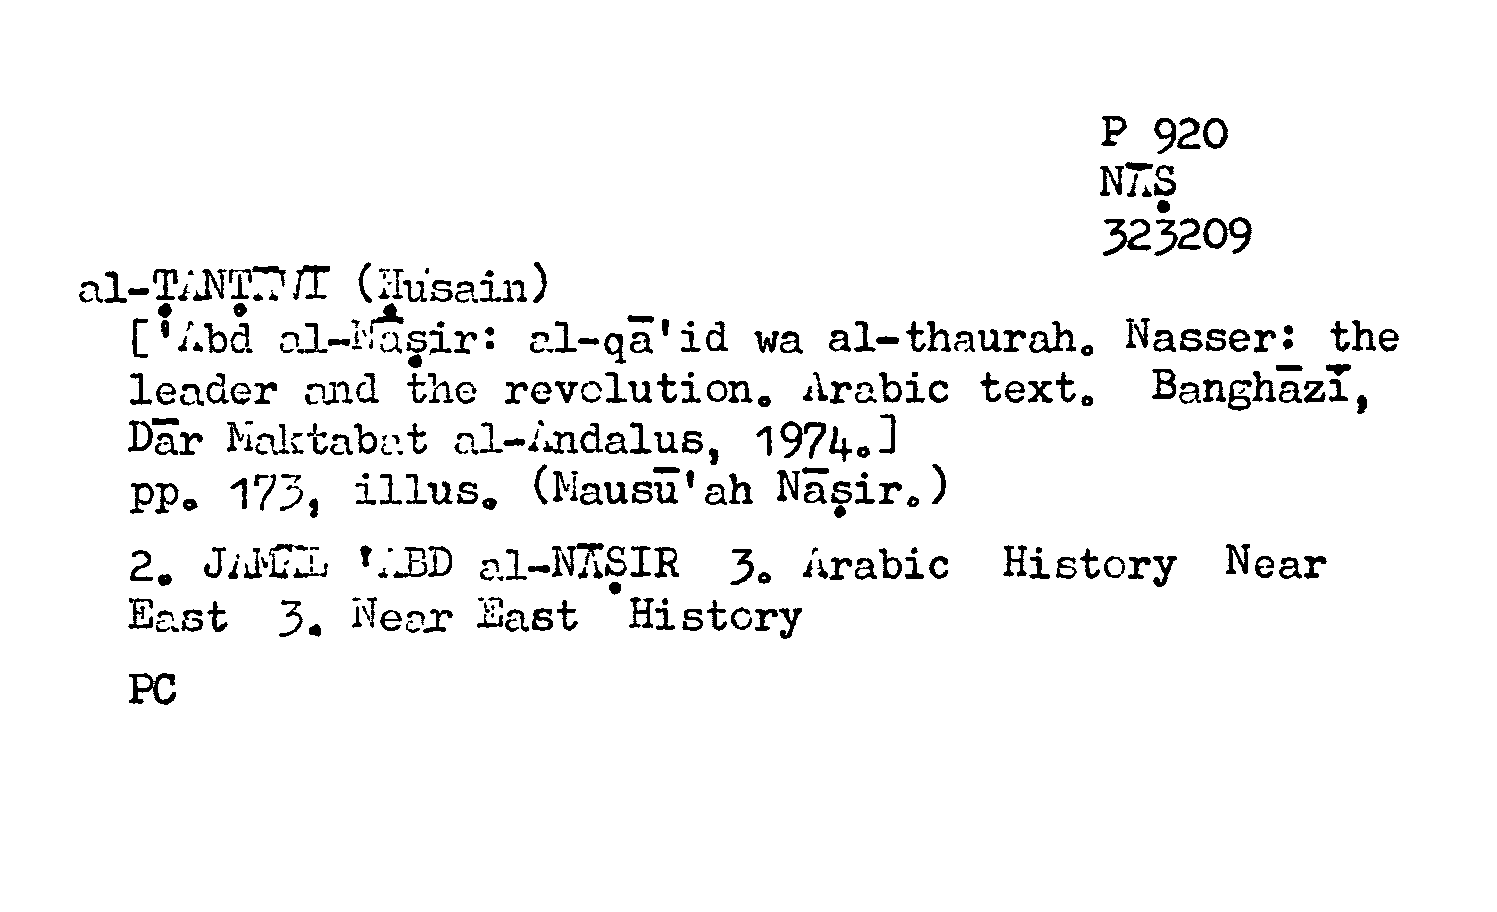 P 920
NĀṢ
323209
al-ṬANṬĀWĪ (Ḥusain)
['Abd al-Nāṣir: al-qā'id wa al-thaurah. Nasser: the
leader and the revolution. Arabic text. Banghāzī,
Dār Maktabat al-Andalus, 1974.]
pp. 173, illus. (Mausū'ah Nāṣir.)
2. JAMĀL 'ABD al-NĀṢIR 3. Arabic History Near
East 3. Near East History
PC